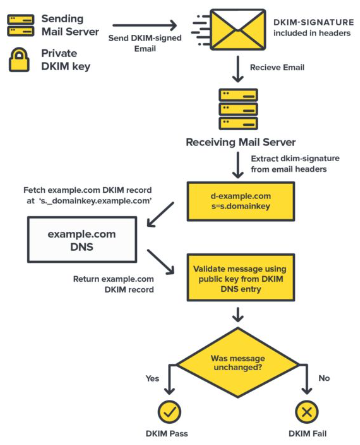 Sending
Mail Server
Private
DKIM key
Send DKIM-signed
Email
DKIM-SIGNATURE
included in headers
Recieve Email
Receiving Mail Server
Extract dkim-signature
from email headers
Fetch example.com DKIM record
at 's._domainkey.example.com'
d-example.com
s=s.domainkey
example.com
DNS
Return example.com
DKIM record
Validate message using
public key from DKIM
DNS entry
Was message
unchanged?
Yes
No
DKIM Pass
DKIM Fail